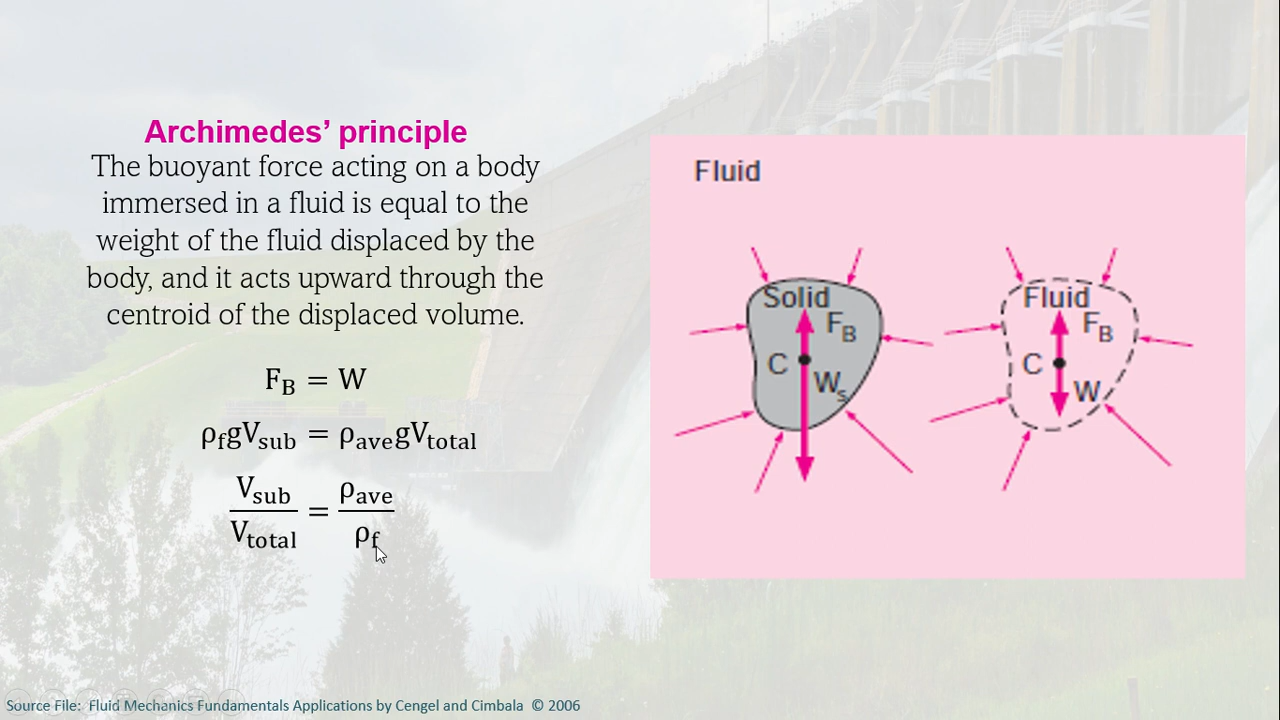 Archimedes’ principle
The buoyant force acting on a body
immersed in a fluid is equal to the
weight of the fluid displaced by the
body, and it acts upward through the
centroid of the displaced volume.
F_B = W
ρ_f gV_sub = ρ_ave gV_total
V_sub / V_total = ρ_ave / ρ_f
Fluid
Solid
F_B
C
W_s
Fluid
F_B
C
W
Source File: Fluid Mechanics Fundamentals Applications by Cengel and Cimbala © 2006